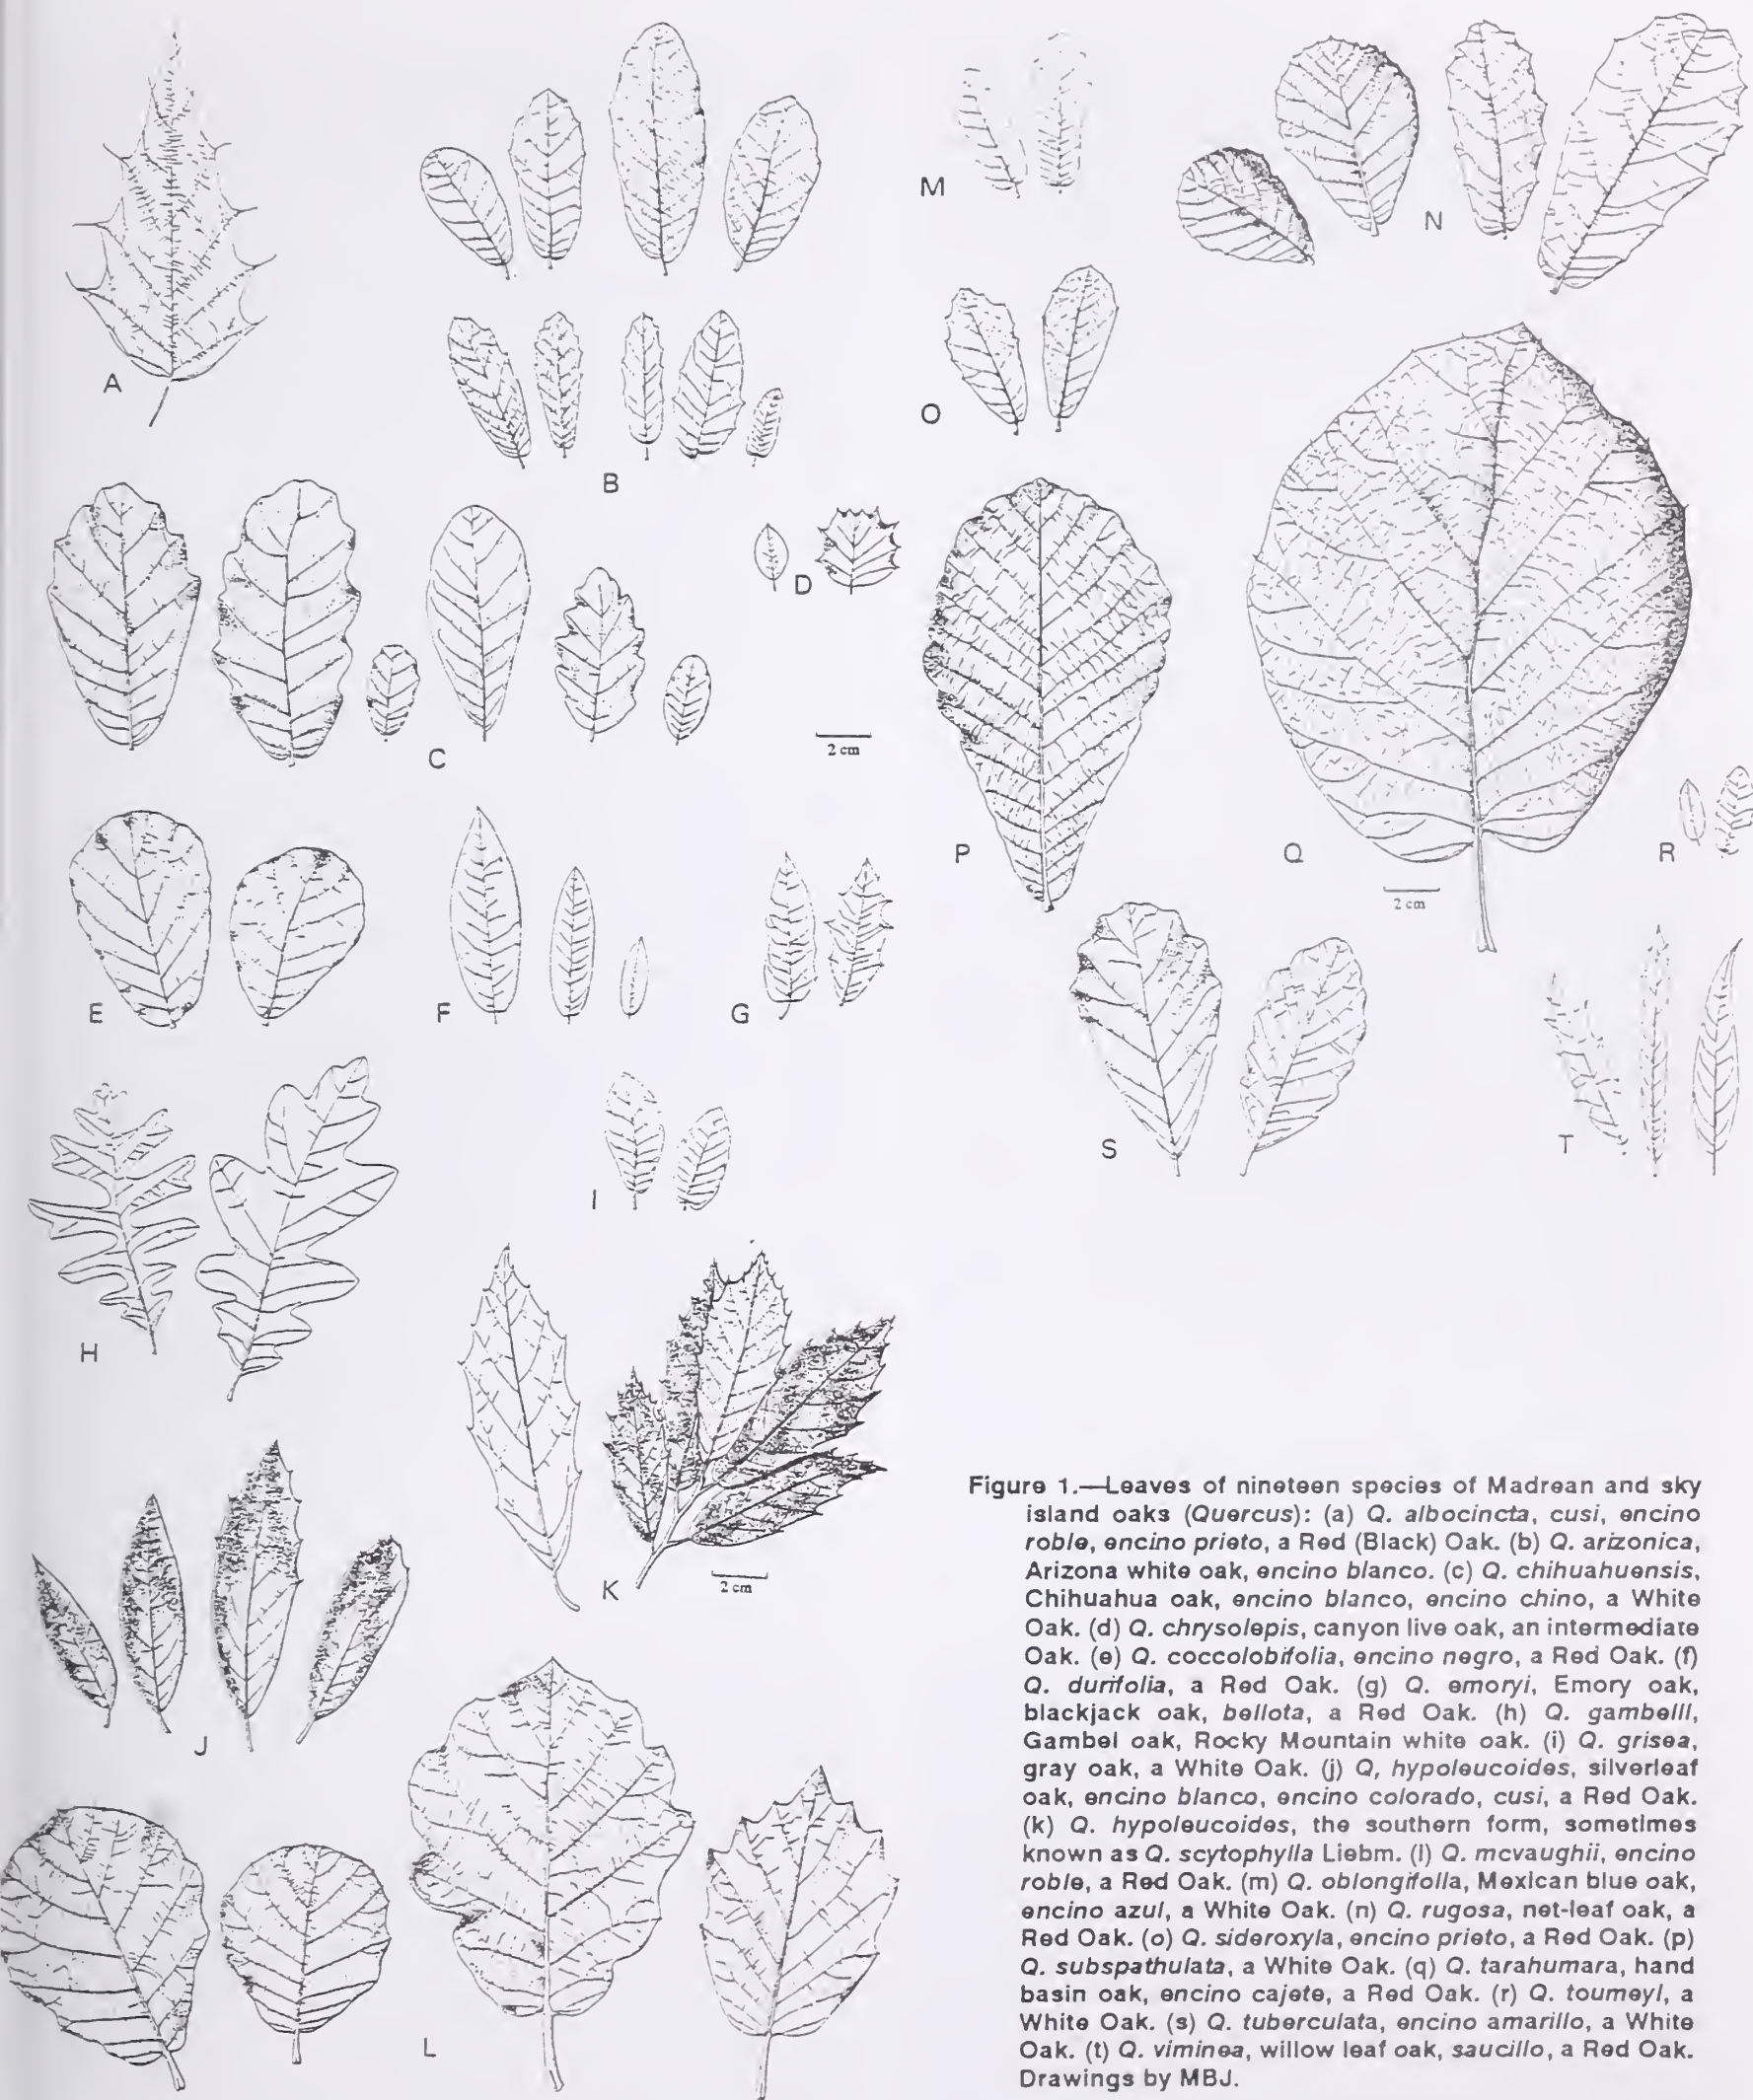 A
B
C
D
2 cm
E
F
G
H
I
J
K
2 cm
L
M
N
O
P
Q
2 cm
R
S
T
Figure 1.—Leaves of nineteen species of Madrean and sky
island oaks (Quercus): (a) Q. albocincta, cusi, encino
roble, encino prieto, a Red (Black) Oak. (b) Q. arizonica,
Arizona white oak, encino blanco. (c) Q. chihuahuensis,
Chihuahua oak, encino blanco, encino chino, a White
Oak. (d) Q. chrysolepis, canyon live oak, an intermediate
Oak. (e) Q. coccolobifolia, encino negro, a Red Oak. (f)
Q. durifolia, a Red Oak. (g) Q. emoryi, Emory oak,
blackjack oak, bellota, a Red Oak. (h) Q. gambelii,
Gambel oak, Rocky Mountain white oak. (i) Q. grisea,
gray oak, a White Oak. (j) Q, hypoleucoides, silverleaf
oak, encino blanco, encino colorado, cusi, a Red Oak.
(k) Q. hypoleucoides, the southern form, sometimes
known as Q. scytophylla Liebm. (l) Q. mcvaughii, encino
roble, a Red Oak. (m) Q. oblongifolia, Mexican blue oak,
encino azul, a White Oak. (n) Q. rugosa, net-leaf oak, a
Red Oak. (o) Q. sideroxyla, encino prieto, a Red Oak. (p)
Q. subspathulata, a White Oak. (q) Q. tarahumara, hand
basin oak, encino cajete, a Red Oak. (r) Q. toumeyi, a
White Oak. (s) Q. tuberculata, encino amarillo, a White
Oak. (t) Q. viminea, willow leaf oak, saucillo, a Red Oak.
Drawings by MBJ.